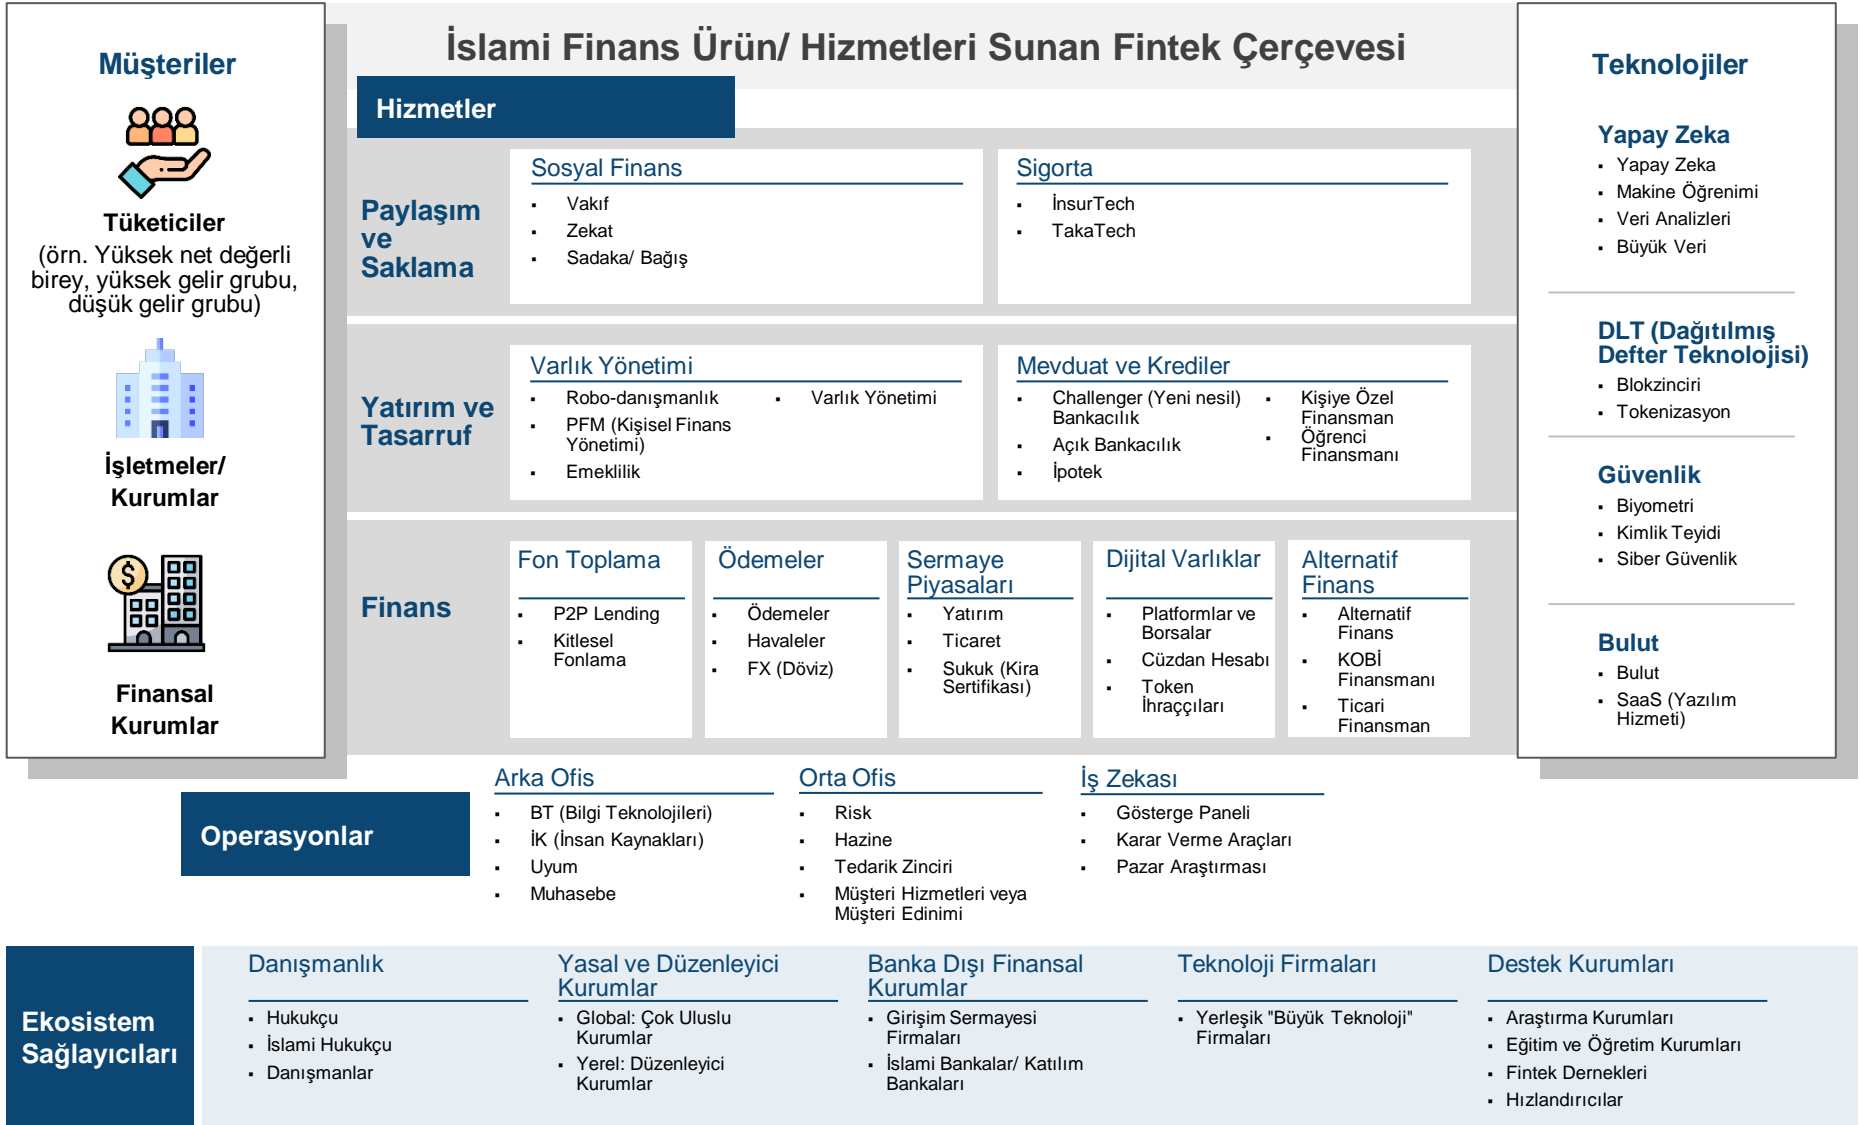 İslami Finans Ürün/ Hizmetleri Sunan Fintek Çerçevesi
Müşteriler
Tüketiciler
(örn. Yüksek net değerli
birey, yüksek gelir grubu,
düşük gelir grubu)
İşletmeler/
Kurumlar
Finansal
Kurumlar
Hizmetler
Paylaşım
ve
Saklama
Sosyal Finans
▪ Vakıf
▪ Zekat
▪ Sadaka/ Bağış
Sigorta
▪ İnsurTech
▪ TakaTech
Yatırım ve
Tasarruf
Varlık Yönetimi
▪ Robo-danışmanlık
▪ PFM (Kişisel Finans
Yönetimi)
▪ Emeklilik
▪ Varlık Yönetimi
Mevduat ve Krediler
▪ Challenger (Yeni nesil)
Bankacılık
▪ Açık Bankacılık
▪ İpotek
▪ Kişiye Özel
Finansman
▪ Öğrenci
Finansmanı
Finans
Fon Toplama
▪ P2P Lending
▪ Kitlesel
Fonlama
Ödemeler
▪ Ödemeler
▪ Havaleler
▪ FX (Döviz)
Sermaye
Piyasaları
▪ Yatırım
▪ Ticaret
▪ Sukuk (Kira
Sertifikası)
Dijital Varlıklar
▪ Platformlar ve
Borsalar
▪ Cüzdan Hesabı
▪ Token
İhraççıları
Alternatif
Finans
▪ Alternatif
Finans
▪ KOBİ
Finansmanı
▪ Ticari
Finansman
Teknolojiler
Yapay Zeka
▪ Yapay Zeka
▪ Makine Öğrenimi
▪ Veri Analizleri
▪ Büyük Veri
DLT (Dağıtılmış
Defter Teknolojisi)
▪ Blokzinciri
▪ Tokenizasyon
Güvenlik
▪ Biyometri
▪ Kimlik Teyidi
▪ Siber Güvenlik
Bulut
▪ Bulut
▪ SaaS (Yazılım
Hizmeti)
Operasyonlar
Arka Ofis
▪ BT (Bilgi Teknolojileri)
▪ İK (İnsan Kaynakları)
▪ Uyum
▪ Muhasebe
Orta Ofis
▪ Risk
▪ Hazine
▪ Tedarik Zinciri
▪ Müşteri Hizmetleri veya
Müşteri Edinimi
İş Zekası
▪ Gösterge Paneli
▪ Karar Verme Araçları
▪ Pazar Araştırması
Ekosistem
Sağlayıcıları
Danışmanlık
▪ Hukukçu
▪ İslami Hukukçu
▪ Danışmanlar
Yasal ve Düzenleyici
Kurumlar
▪ Global: Çok Uluslu
Kurumlar
▪ Yerel: Düzenleyici
Kurumlar
Banka Dışı Finansal
Kurumlar
▪ Girişim Sermayesi
Firmaları
▪ İslami Bankalar/ Katılım
Bankaları
Teknoloji Firmaları
▪ Yerleşik "Büyük Teknoloji"
Firmaları
Destek Kurumları
▪ Araştırma Kurumları
▪ Eğitim ve Öğretim Kurumları
▪ Fintek Dernekleri
▪ Hızlandırıcılar